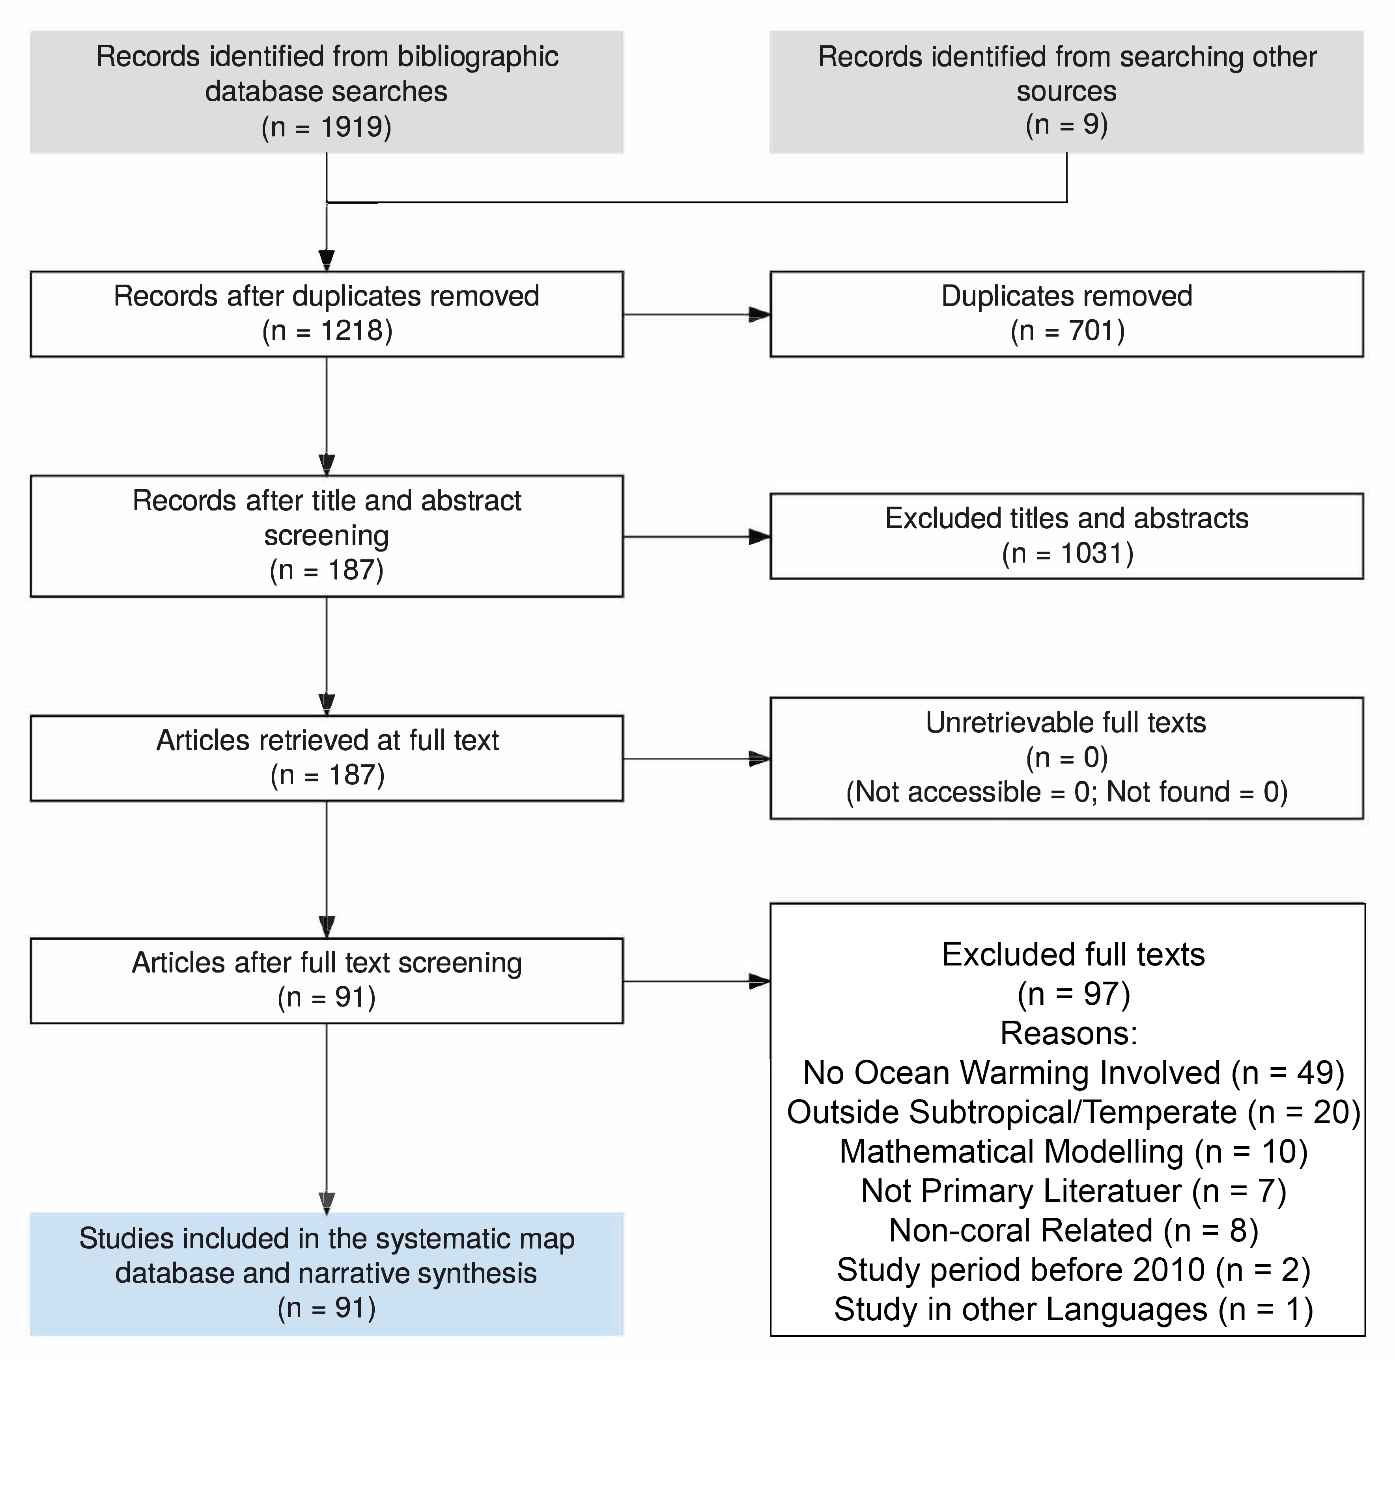 Records identified from bibliographic
database searches
(n = 1919)
Records identified from searching other
sources
(n = 9)
Records after duplicates removed
(n = 1218)
Duplicates removed
(n = 701)
Records after title and abstract
screening
(n = 187)
Excluded titles and abstracts
(n = 1031)
Articles retrieved at full text
(n = 187)
Unretrievable full texts
(n = 0)
(Not accessible = 0; Not found = 0)
Articles after full text screening
(n = 91)
Excluded full texts
(n = 97)
Reasons:
No Ocean Warming Involved (n = 49)
Outside Subtropical/Temperate (n = 20)
Mathematical Modelling (n = 10)
Not Primary Literatuer (n = 7)
Non-coral Related (n = 8)
Study period before 2010 (n = 2)
Study in other Languages (n = 1)
Studies included in the systematic map
database and narrative synthesis
(n = 91)